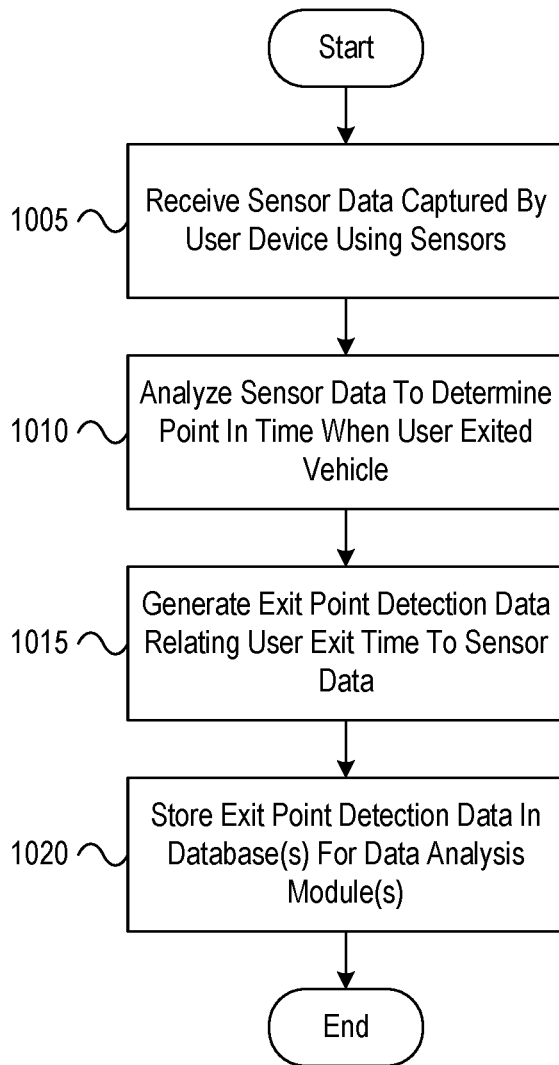 Start
1005
Receive Sensor Data Captured By
User Device Using Sensors
1010
Analyze Sensor Data To Determine
Point In Time When User Exited
Vehicle
1015
Generate Exit Point Detection Data
Relating User Exit Time To Sensor
Data
1020
Store Exit Point Detection Data In
Database(s) For Data Analysis
Module(s)
End